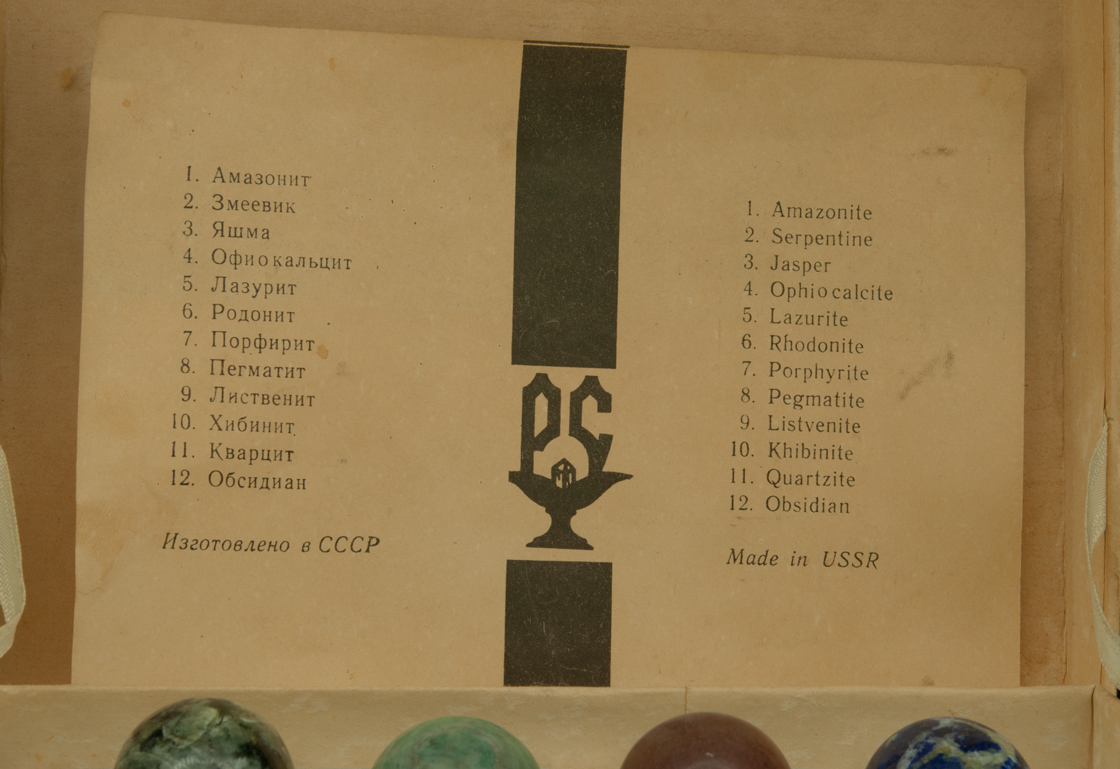 1. Амазонит
2. Змеевик
3. Яшма
4. Офиокальцит
5. Лазурит
6. Родонит
7. Порфирит
8. Пегматит
9. Лиственит
10. Хибинит
11. Кварцит
12. Обсидиан
Изготовлено в СССР
РС
1. Amazonite
2. Serpentine
3. Jasper
4. Ophiocalcite
5. Lazurite
6. Rhodonite
7. Porphyrite
8. Pegmatite
9. Listvenite
10. Khibinite
11. Quartzite
12. Obsidian
Made in USSR